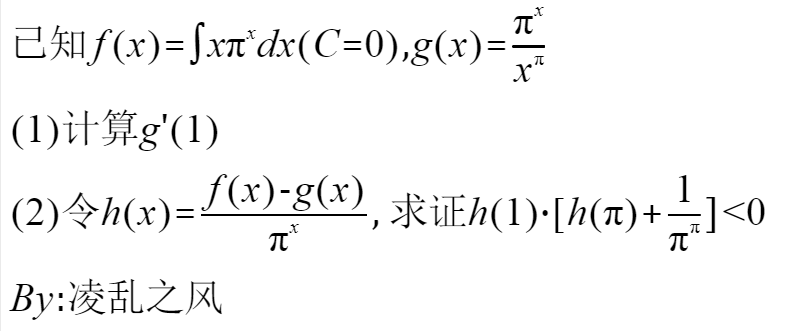 已知f(x)=∫xπ^x dx(C=0),g(x)=π^x/x^π
(1)计算g'(1)
(2)令h(x)=(f(x)-g(x))/π^x, 求证h(1)·[h(π)+1/π^π]<0
By:凌乱之风